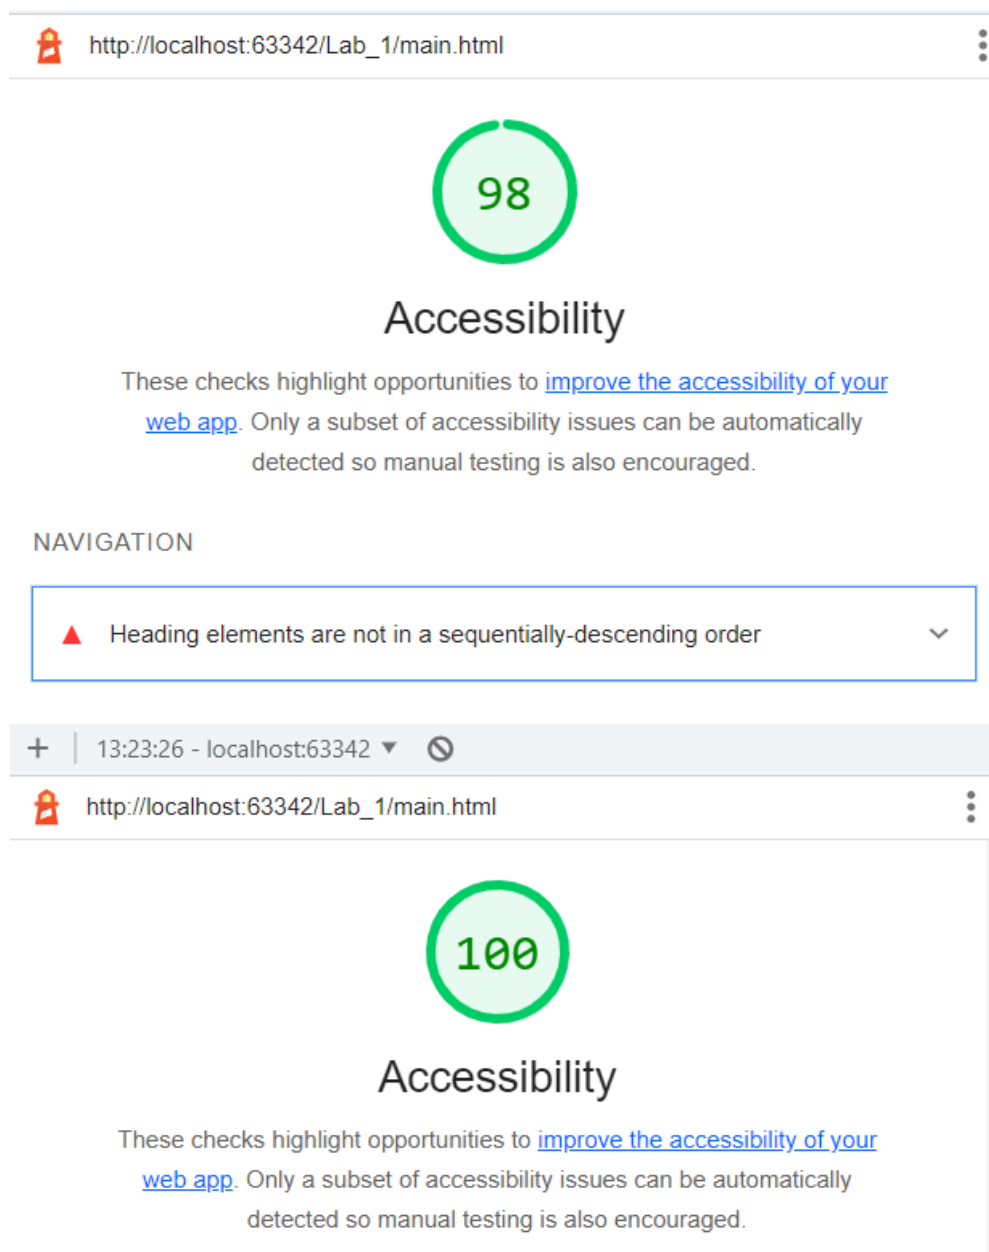 http://localhost:63342/Lab_1/main.html
98
Accessibility
These checks highlight opportunities to improve the accessibility of your
web app. Only a subset of accessibility issues can be automatically
detected so manual testing is also encouraged.
NAVIGATION
Heading elements are not in a sequentially-descending order
13:23:26 - localhost:63342
http://localhost:63342/Lab_1/main.html
100
Accessibility
These checks highlight opportunities to improve the accessibility of your
web app. Only a subset of accessibility issues can be automatically
detected so manual testing is also encouraged.